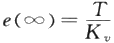 e(∞) = T / K_v